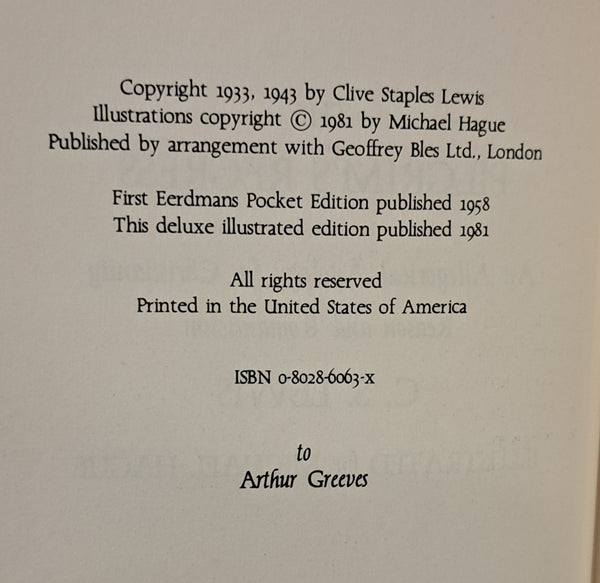 Copyright 1933, 1943 by Clive Staples Lewis
Illustrations copyright © 1981 by Michael Hague
Published by arrangement with Geoffrey Bles Ltd., London
First Eerdmans Pocket Edition published 1958
This deluxe illustrated edition published 1981
All rights reserved
Printed in the United States of America
ISBN 0-8028-6063-x
to
Arthur Greeves